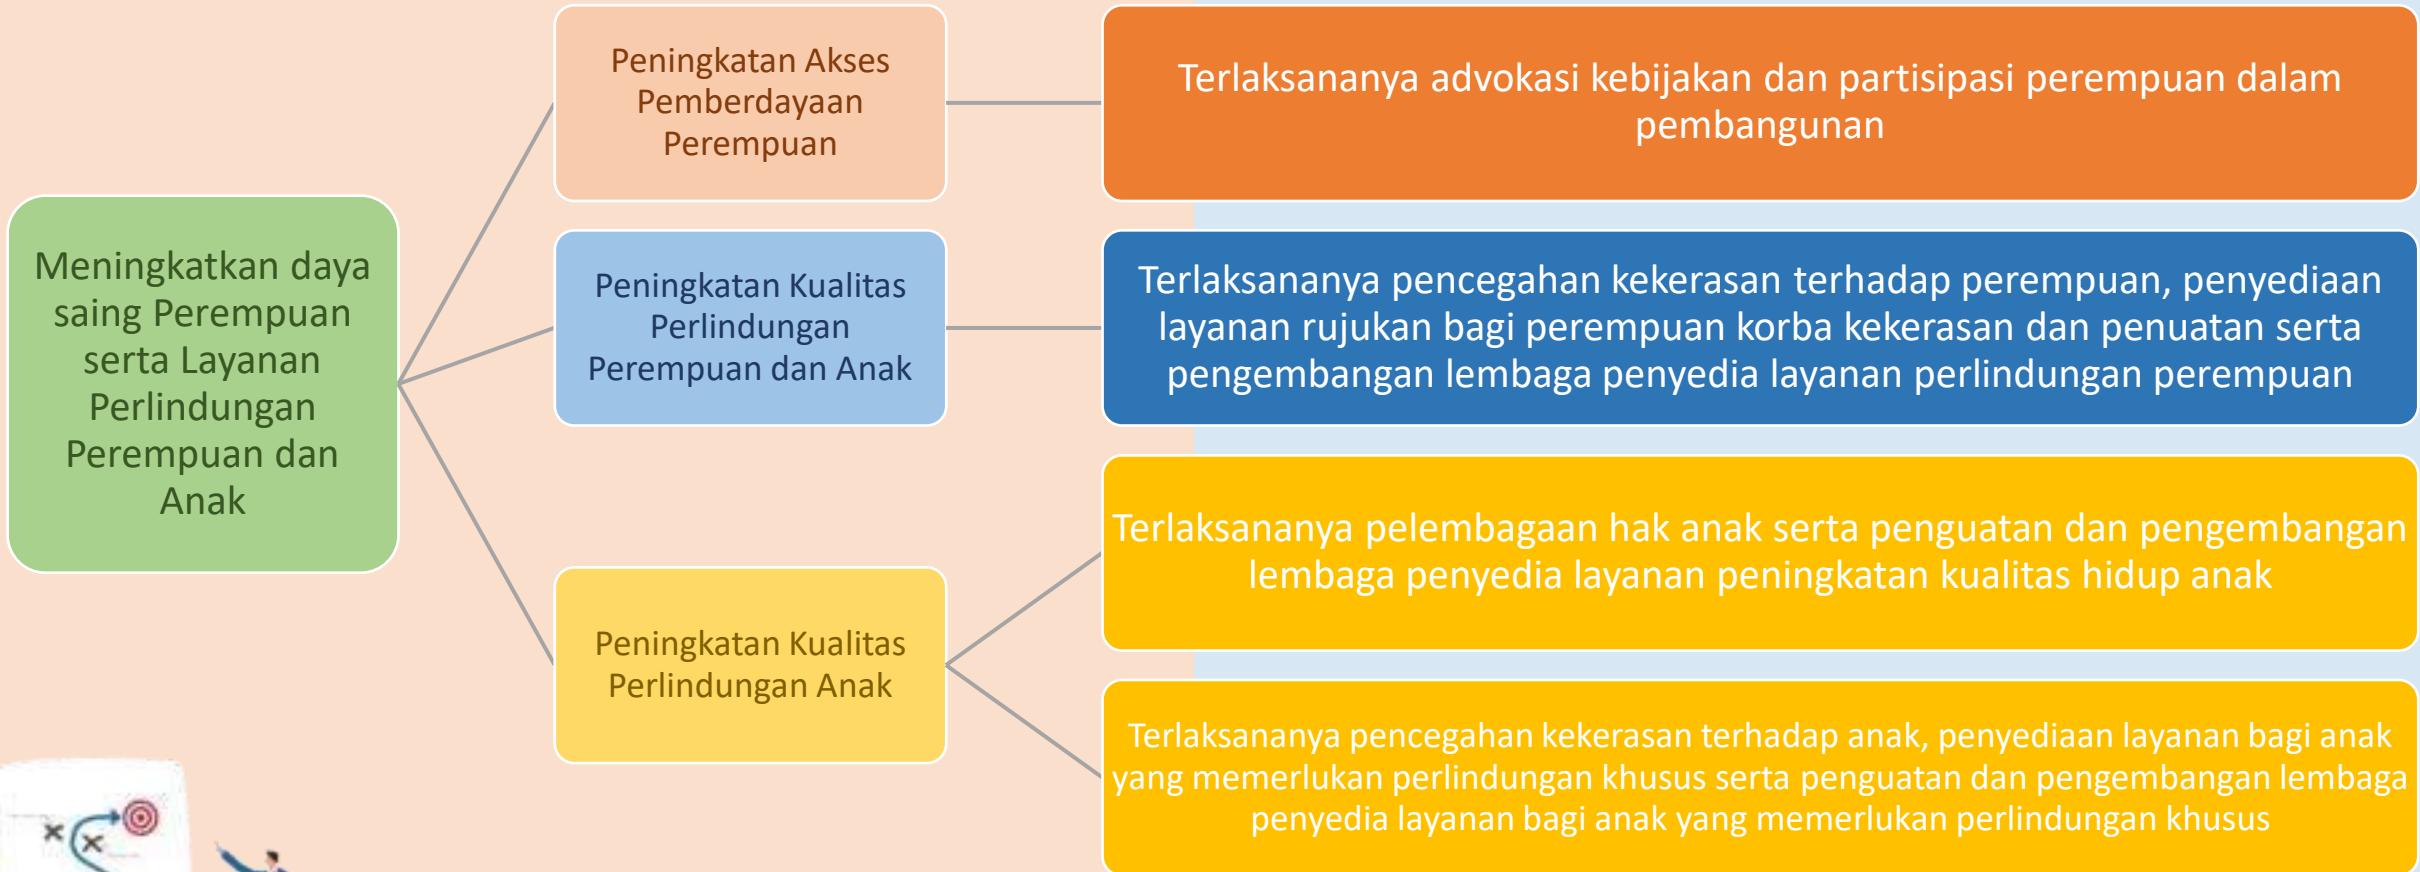 Meningkatkan daya
saing Perempuan
serta Layanan
Perlindungan
Perempuan dan
Anak
Peningkatan Akses
Pemberdayaan
Perempuan
Terlaksananya advokasi kebijakan dan partisipasi perempuan dalam
pembangunan
Peningkatan Kualitas
Perlindungan
Perempuan dan Anak
Terlaksananya pencegahan kekerasan terhadap perempuan, penyediaan
layanan rujukan bagi perempuan korba kekerasan dan penuatan serta
pengembangan lembaga penyedia layanan perlindungan perempuan
Peningkatan Kualitas
Perlindungan Anak
Terlaksananya pelembagaan hak anak serta penguatan dan pengembangan
lembaga penyedia layanan peningkatan kualitas hidup anak
Terlaksananya pencegahan kekerasan terhadap anak, penyediaan layanan bagi anak
yang memerlukan perlindungan khusus serta penguatan dan pengembangan lembaga
penyedia layanan bagi anak yang memerlukan perlindungan khusus